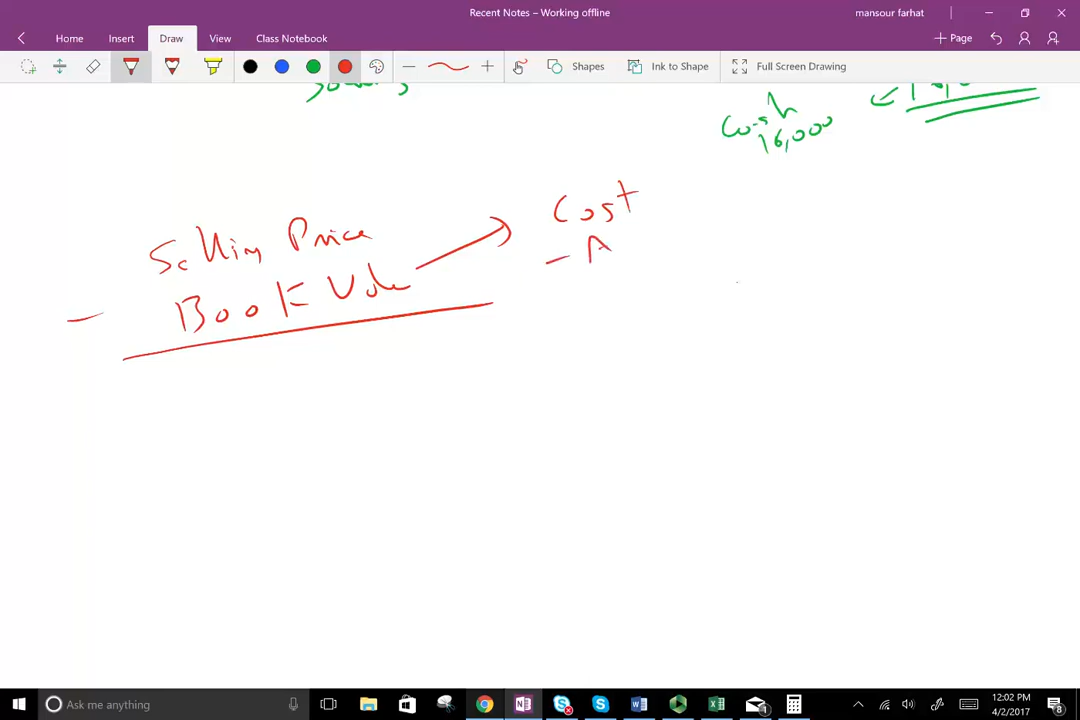 Recent Notes – Working offline
mansour farhat
Home Insert Draw View Class Notebook
Page
Shapes
Ink to Shape
Full Screen Drawing
Cash
16,000
Selling Price
– Book Value
Cost
– A
Ask me anything
12:02 PM
4/2/2017